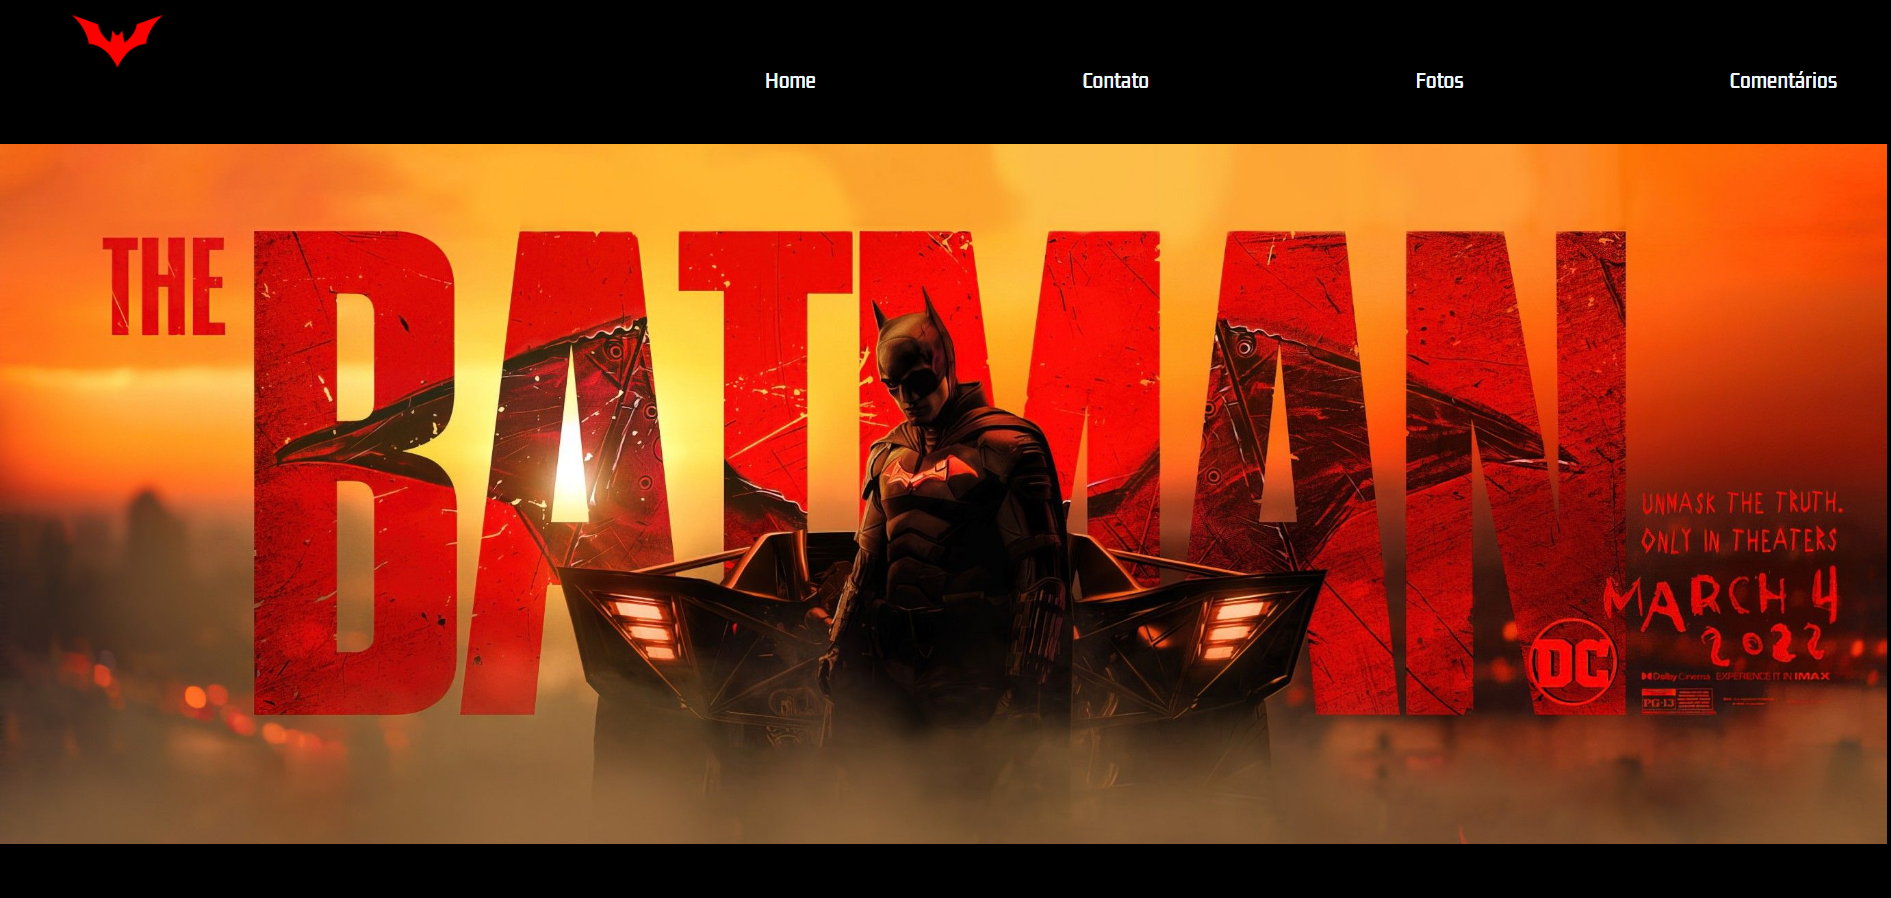 Home
Contato
Fotos
Comentários
THE
BATMAN
UNMASK THE TRUTH.
ONLY IN THEATERS
MARCH 4
2022
DC
Dolby Cinema EXPERIENCE IT IN IMAX
PG-13